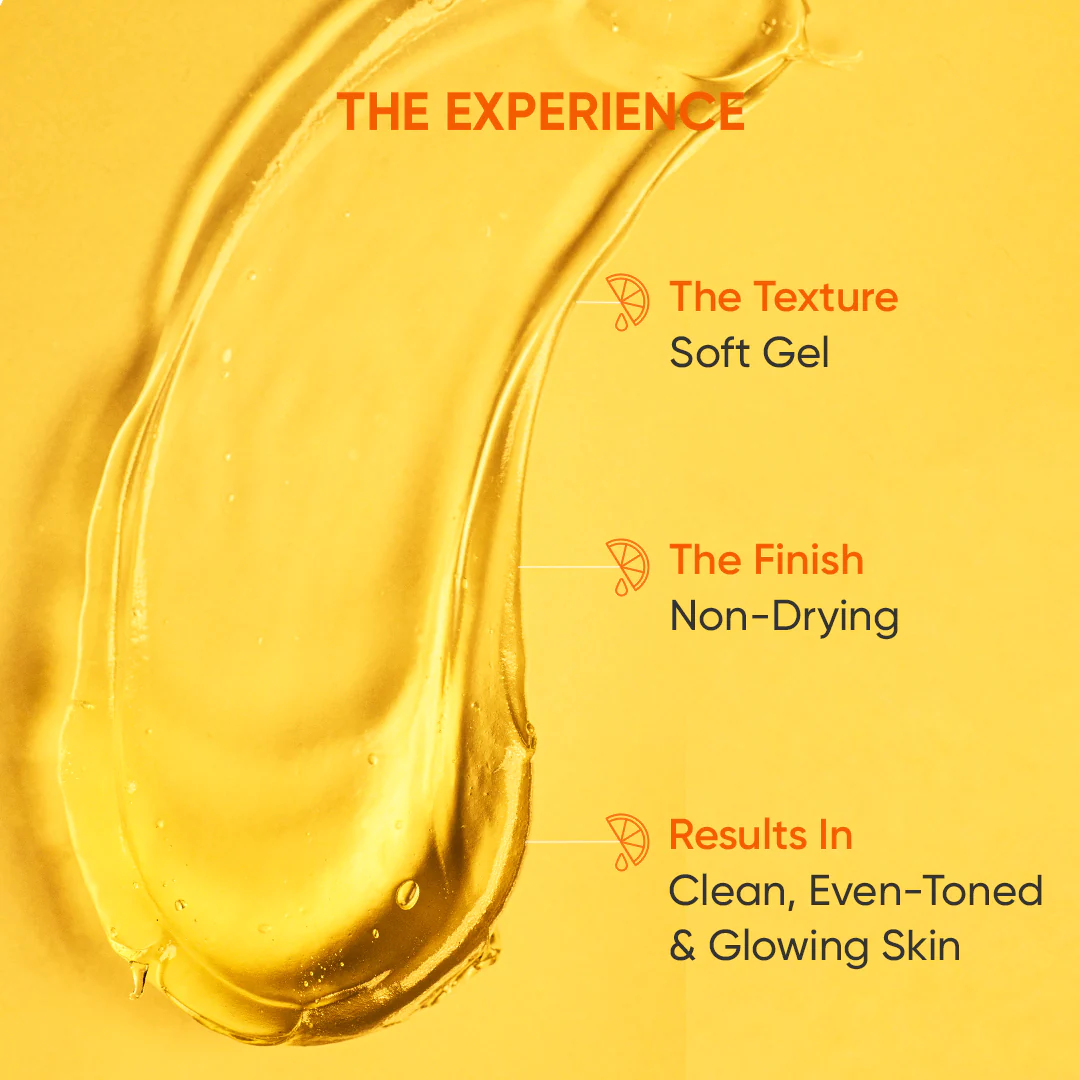 THE EXPERIENCE
The Texture
Soft Gel
The Finish
Non-Drying
Results In
Clean, Even-Toned
& Glowing Skin